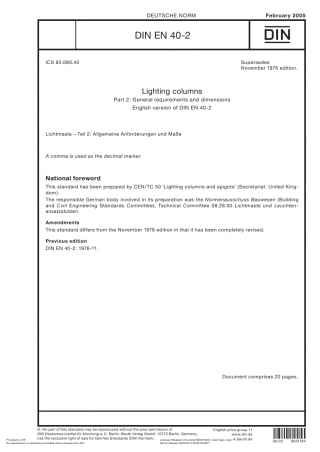 DEUTSCHE NORM
February 2005
DIN EN 40-2
DIN
ICS 93.080.40
Supersedes
November 1976 edition.
Lighting columns
Part 2: General requirements and dimensions
English version of DIN EN 40-2
Lichtmaste – Teil 2: Allgemeine Anforderungen und Maße
A comma is used as the decimal marker.
National foreword
This standard has been prepared by CEN/TC 50 ‘Lighting columns and spigots’ (Secretariat: United King-
dom).
The responsible German body involved in its preparation was the Normenausschuss Bauwesen (Building
and Civil Engineering Standards Committee), Technical Committee 08.28.00 Lichtmaste und Leuchten-
ansatzstutzen.
Amendments
This standard differs from the November 1976 edition in that it has been completely revised.
Previous edition
DIN EN 40-2: 1976-11.
Document comprises 20 pages.
© No part of this standard may be reproduced without the prior permission of
DIN Deutsches Institut für Normung e. V., Berlin. Beuth Verlag GmbH, 10772 Berlin, Germany,
has the exclusive right of sale for German Standards (DIN-Normen).
English price group 11
www.din.de
www.beuth.de